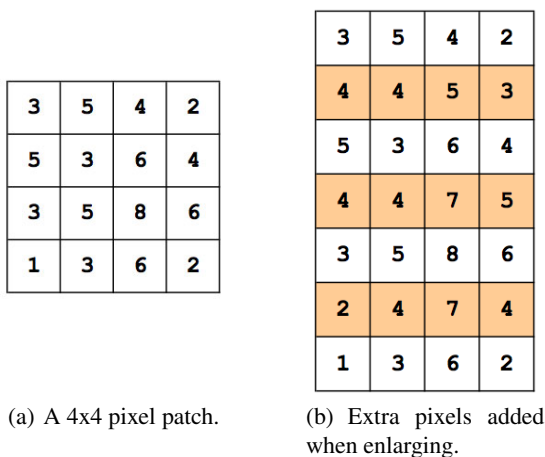 3 5 4 2
5 3 6 4
3 5 8 6
1 3 6 2
(a) A 4x4 pixel patch.
3 5 4 2
4 4 5 3
5 3 6 4
4 4 7 5
3 5 8 6
2 4 7 4
1 3 6 2
(b) Extra pixels added
when enlarging.